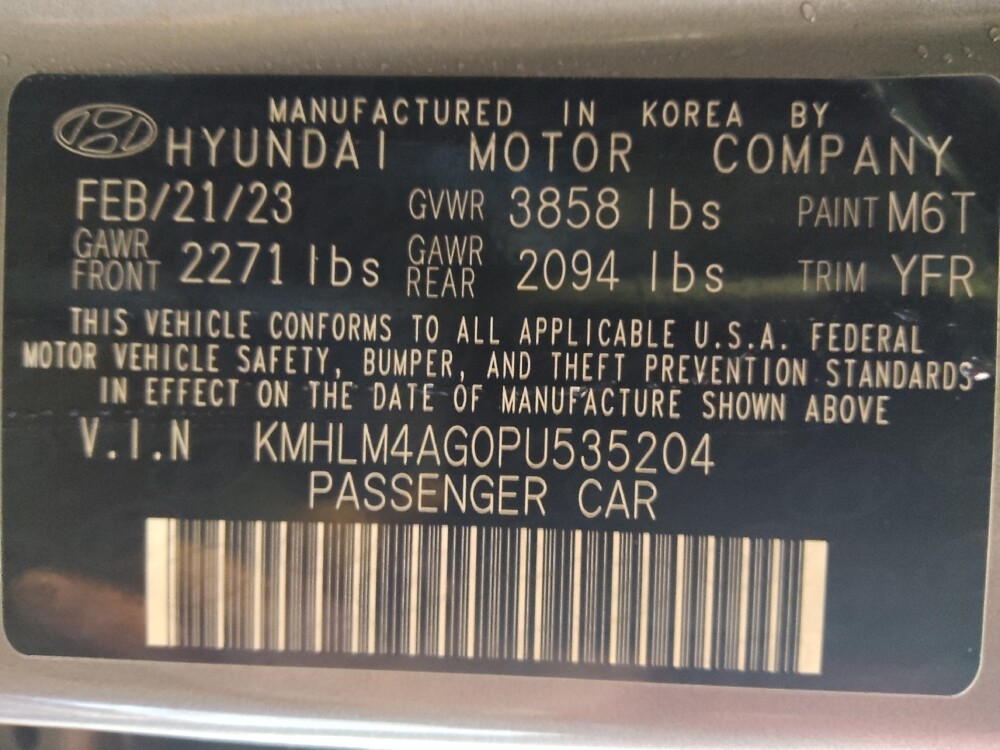 MANUFACTURED IN KOREA BY
HYUNDAI MOTOR COMPANY
FEB/21/23 GVWR 3858 lbs PAINT M6T
GAWR FRONT 2271 lbs GAWR REAR 2094 lbs TRIM YFR
THIS VEHICLE CONFORMS TO ALL APPLICABLE U.S.A. FEDERAL
MOTOR VEHICLE SAFETY, BUMPER, AND THEFT PREVENTION STANDARDS
IN EFFECT ON THE DATE OF MANUFACTURE SHOWN ABOVE
V.I.N KMHLM4AG0PU535204
PASSENGER CAR